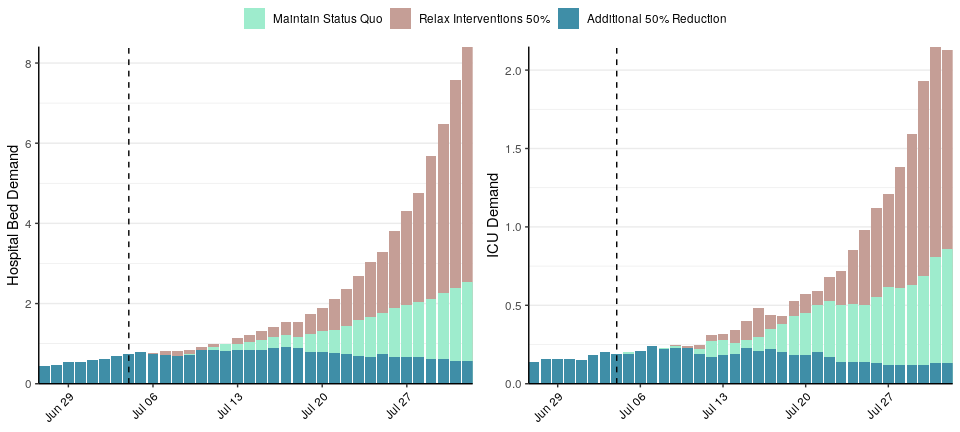 Maintain Status Quo Relax Interventions 50% Additional 50% Reduction
Hospital Bed Demand
8
6
4
2
0
Jun 29 Jul 06 Jul 13 Jul 20 Jul 27
ICU Demand
2.0
1.5
1.0
0.5
0.0
Jun 29 Jul 06 Jul 13 Jul 20 Jul 27